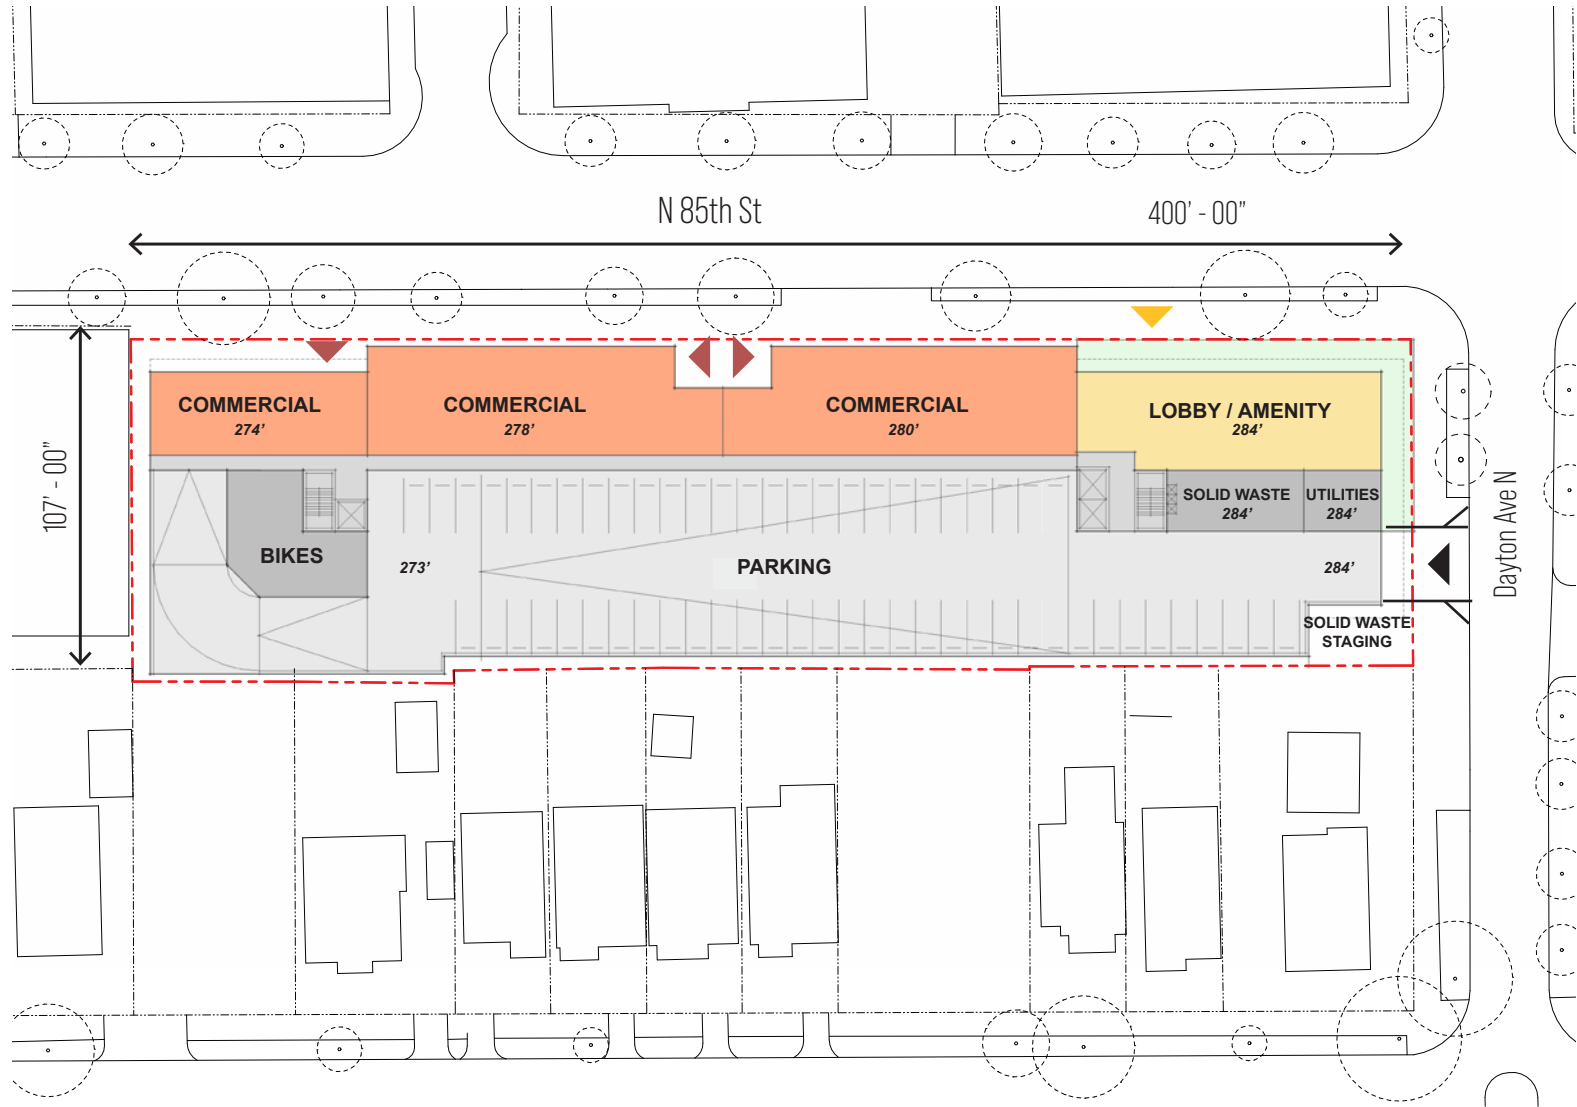 N 85th St
400' - 00"
107' - 00"
COMMERCIAL
274'
COMMERCIAL
278'
COMMERCIAL
280'
LOBBY / AMENITY
284'
SOLID WASTE
284'
UTILITIES
284'
BIKES
273'
PARKING
284'
SOLID WASTE
STAGING
Dayton Ave N